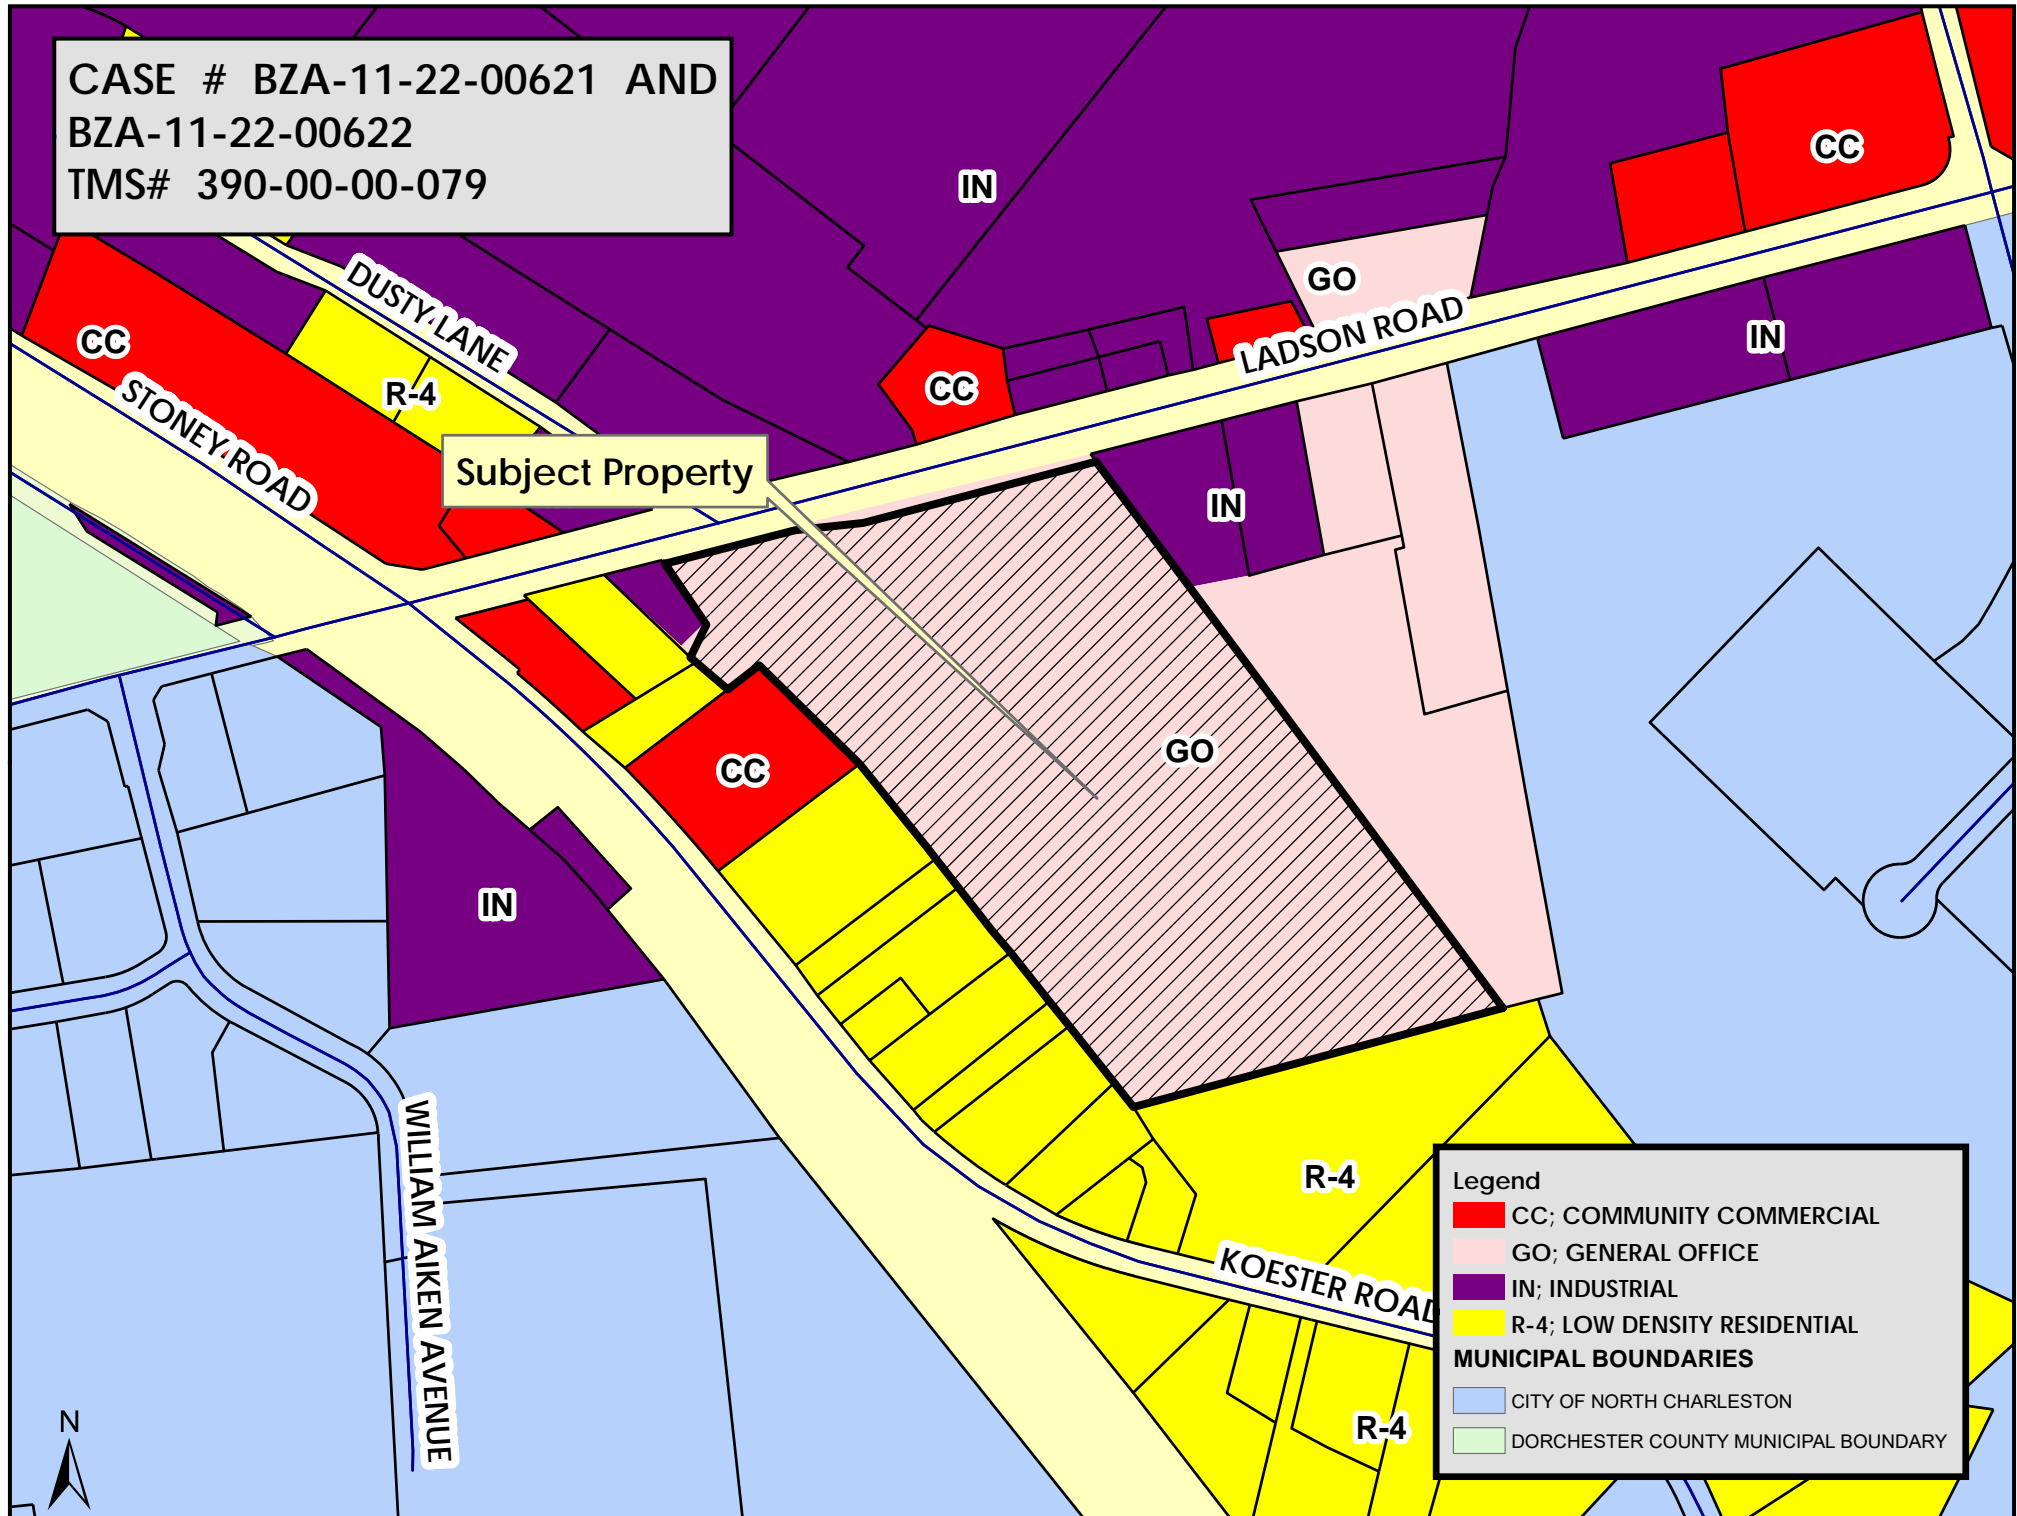 CASE # BZA-11-22-00621 AND
BZA-11-22-00622
TMS# 390-00-00-079
IN
CC
GO
DUSTY LANE
LADSON ROAD
CC
IN
R-4
CC
STONEY ROAD
Subject Property
IN
GO
CC
IN
WILLIAM AIKEN AVENUE
R-4
KOESTER ROAD
R-4
N
Legend
CC; COMMUNITY COMMERCIAL
GO; GENERAL OFFICE
IN; INDUSTRIAL
R-4; LOW DENSITY RESIDENTIAL
MUNICIPAL BOUNDARIES
CITY OF NORTH CHARLESTON
DORCHESTER COUNTY MUNICIPAL BOUNDARY